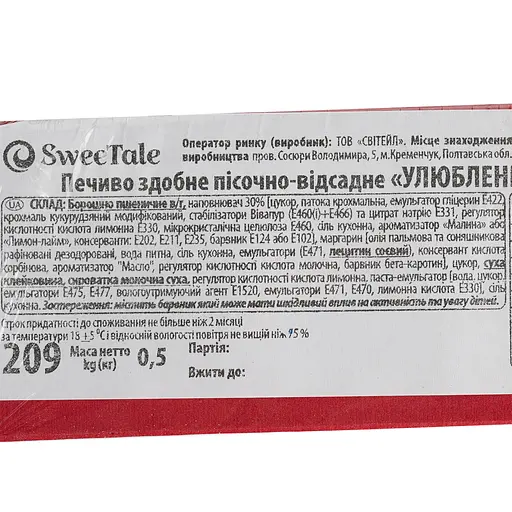 SweeTale
Оператор ринку (виробник): ТОВ «СВІТЕЙЛ». Місце знаходження
виробництва пров. Сосюри Володимира, 5, м.Кременчук, Полтавська обл.
Печиво здобне пісочно-відсадне «УЛЮБЛЕН
UA СКЛАД: Борошно пшеничне в/г, наповнювач 30% [цукор, патока крохмальна, емульгатор гліцерин Е422,
крохмаль кукурудзяний модифікований, стабілізатори Вівапур (Е460(і)+Е466) та цитрат натрію Е331, регулятор
кислотності кислота лимонна Е330, мікрокристалічна целюлоза Е460, сіль кухонна, ароматизатор «Малина» або
«Лимон-лайм», консерванти: Е202, Е211, Е235, барвник Е124 або Е102], маргарин [олія пальмова та соняшникова
рафіновані дезодоровані, вода питна, сіль кухонна, емульгатори (Е471, лецитин соєвий), консервант кислота
сорбінова, ароматизатор "Масло", регулятор кислотності кислота молочна, барвник бета-каротин], цукор, суха
клейковина, сироватка молочна суха, регулятор кислотності кислота лимонна, паста-емульгатор [вода, цукор,
емульгатори Е475, Е477, вологоутримуючий агент Е1520, емульгатори Е471, Е470, лимонна кислота Е330], сіль
кухонна. Застереження: містить барвник який може мати шкідливий вплив на активність та увагу дітей.
Строк придатності: до споживання не більше ніж 2 місяці
за температури 18±5°С і відносній вологості повітря не вищій ніж 75%
209 Маса нетто kg(кг) 0,5 Партія:
Вжити до: